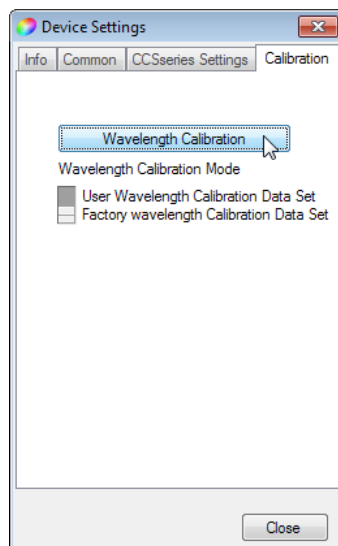 Device Settings
Info Common CCSseries Settings Calibration
Wavelength Calibration
Wavelength Calibration Mode
User Wavelength Calibration Data Set
Factory wavelength Calibration Data Set
Close